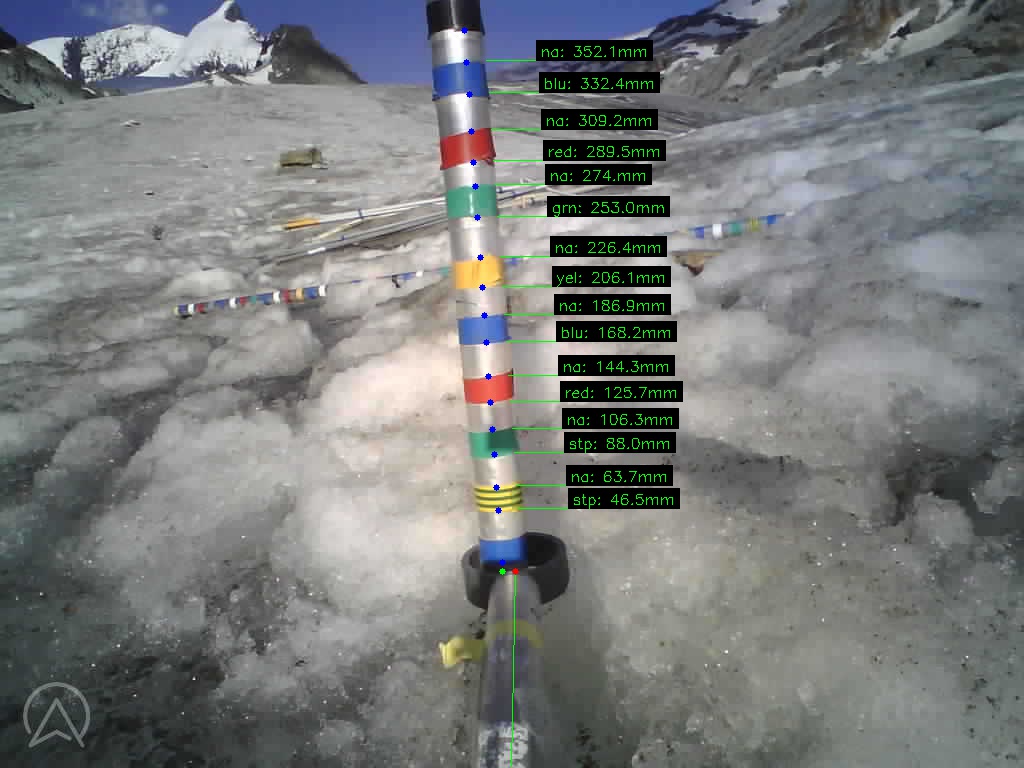 na: 352.1mm
blu: 332.4mm
na: 309.2mm
red: 289.5mm
na: 274.mm
grn: 253.0mm
na: 226.4mm
yel: 206.1mm
na: 186.9mm
blu: 168.2mm
na: 144.3mm
red: 125.7mm
na: 106.3mm
stp: 88.0mm
na: 63.7mm
stp: 46.5mm